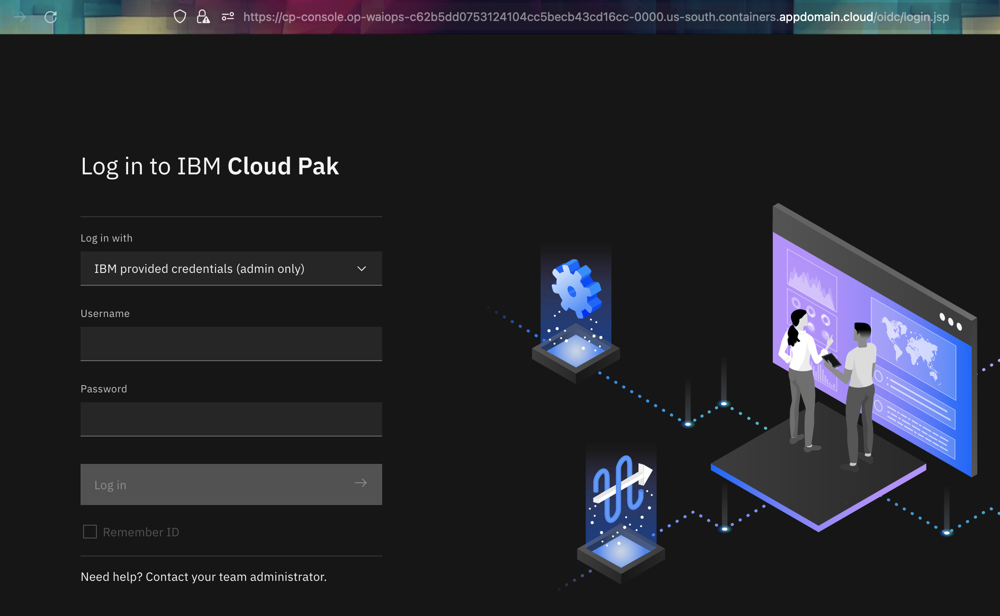 https://cp-console.op-waiops-c62b5dd0753124104cc5becb43cd16cc-0000.us-south.containers.appdomain.cloud/oidc/login.jsp
Log in to IBM Cloud Pak
Log in with
IBM provided credentials (admin only)
Username
Password
Log in
Remember ID
Need help? Contact your team administrator.